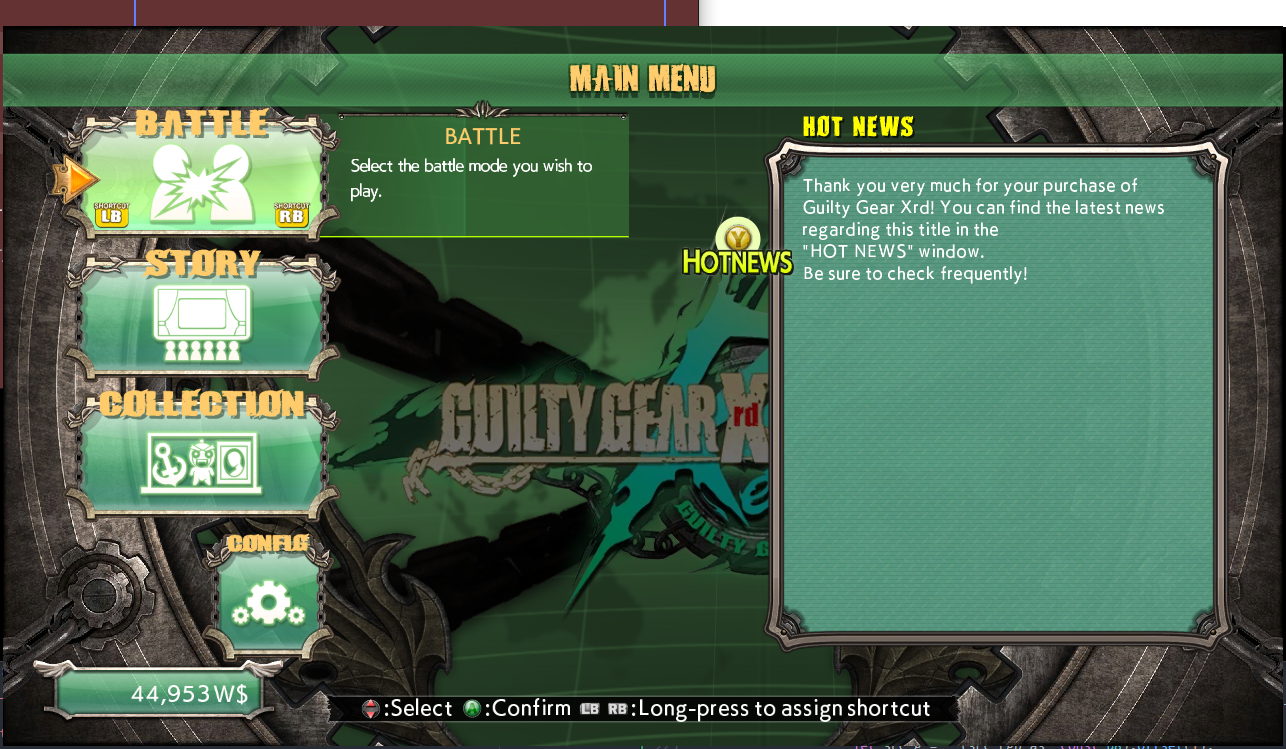 MAIN MENU
BATTLE
SHORTCUT LB
SHORTCUT RB
BATTLE
Select the battle mode you wish to
play.
HOT NEWS
Thank you very much for your purchase of
Guilty Gear Xrd! You can find the latest news
regarding this title in the
"HOT NEWS" window.
Be sure to check frequently!
Y
HOTNEWS
STORY
COLLECTION
GUILTY GEAR Xrd
GUILTY
CONFIG
44,953W$
:Select A:Confirm LB RB:Long-press to assign shortcut